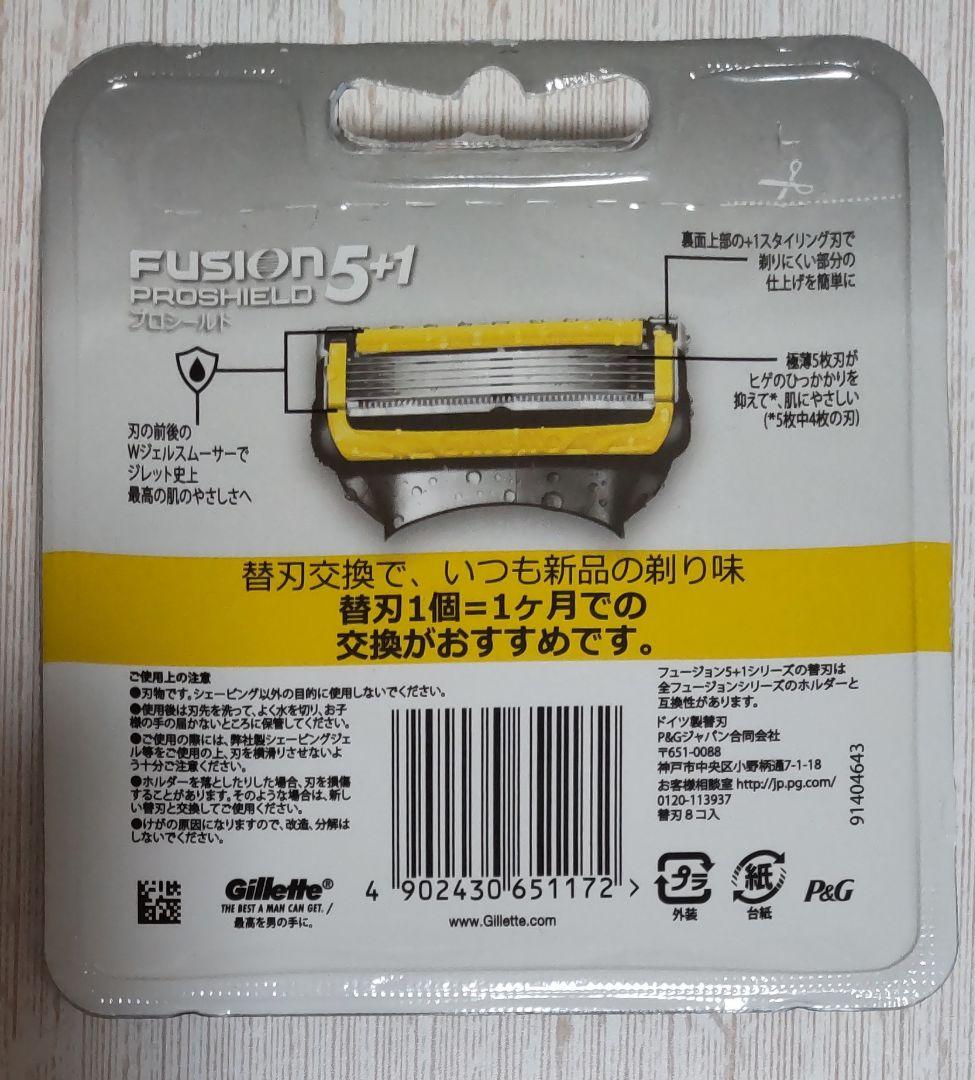 FUSION 5+1
PROSHIELD
プロシールド
裏面上部の+1スタイリング刃で
剃りにくい部分の
仕上げを簡単に
極薄5枚刃が
ヒゲのひっかかりを
抑えて*、肌にやさしい
(*5枚中4枚の刃)
刃の前後の
Wジェルスムーサーで
ジレット史上
最高の肌のやさしさへ
替刃交換で、いつも新品の剃り味
替刃1個=1ヶ月での
交換がおすすめです。
ご使用上の注意
●刃物です。シェービング以外の目的に使用しないでください。
●使用後は刃先を洗って、よく水を切り、お子
様の手の届かないところに保管してください。
●ご使用の際には、弊社製シェービングジェ
ル等をご使用の上、刃を横滑りさせないよ
う十分ご注意ください。
●ホルダーを落としたりした場合、刃を損傷
することがあります。そのような場合は、新し
い替刃と交換してご使用ください。
●けがの原因になりますので、改造、分解は
しないでください。
フュージョン5+1シリーズの替刃は
全フュージョンシリーズのホルダーと
互換性があります。
ドイツ製替刃
P&Gジャパン合同会社
〒651-0088
神戸市中央区小野柄通7-1-18
お客様相談室 http://jp.pg.com/
0120-113937
替刃8コ入
91404643
Gillette®
THE BEST A MAN CAN GET. /
最高を男の手に。
4 902430 651172 >
www.Gillette.com
プラ
外装
紙
台紙
P&G